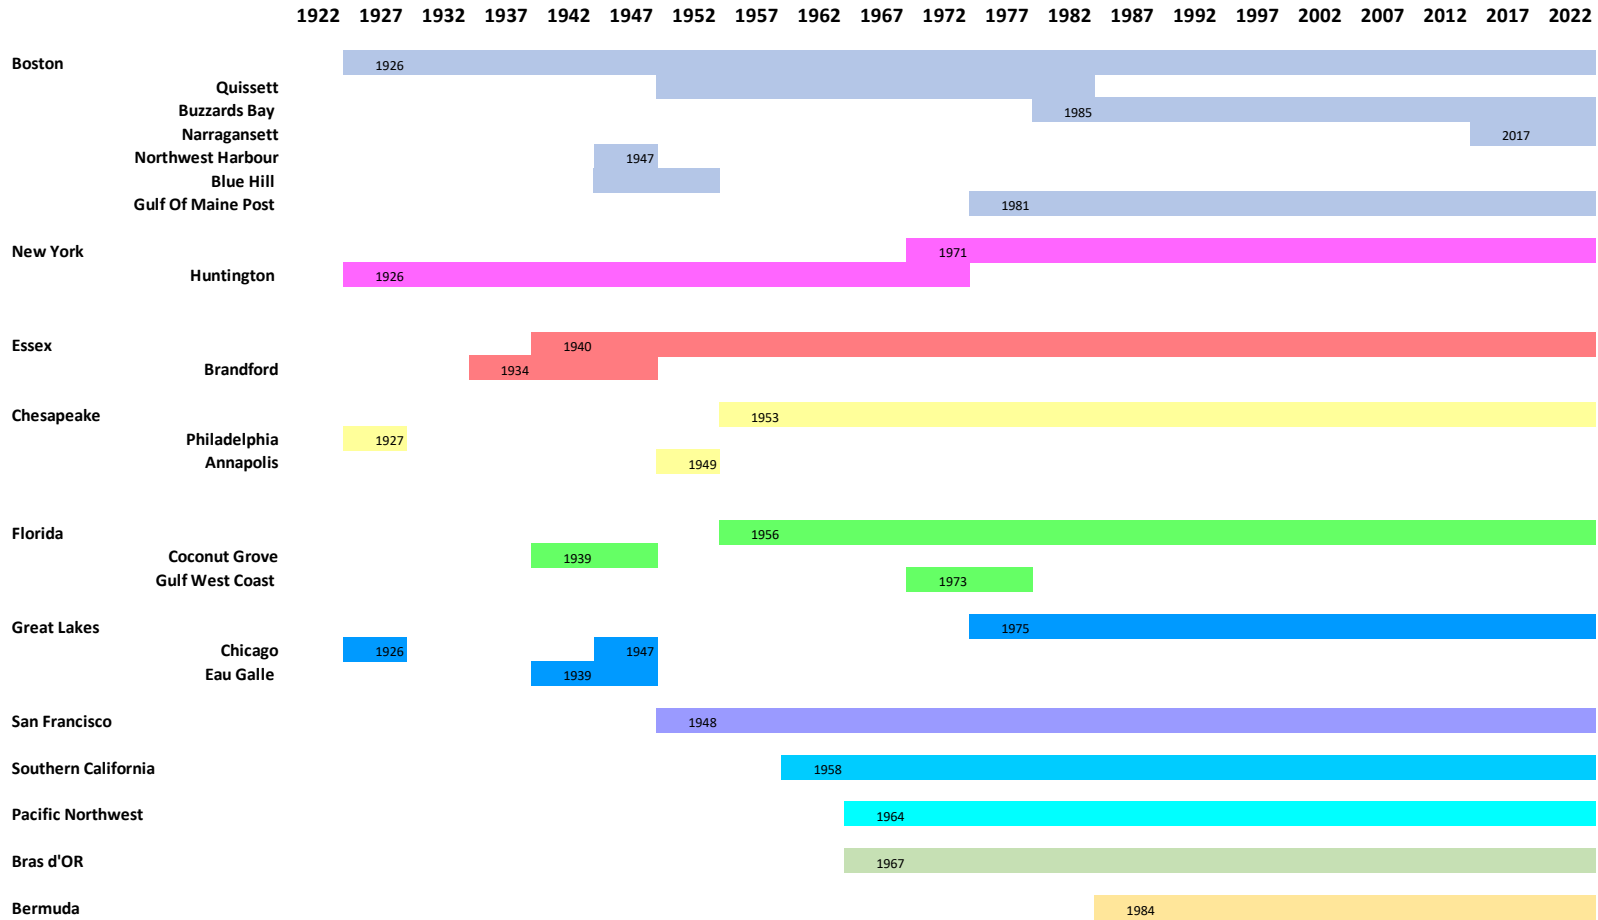 1922 1927 1932 1937 1942 1947 1952 1957 1962 1967 1972 1977 1982 1987 1992 1997 2002 2007 2012 2017 2022
Boston 1926
Quissett
Buzzards Bay 1985
Narragansett 2017
Northwest Harbour 1947
Blue Hill
Gulf Of Maine Post 1981
New York 1971
Huntington 1926
Essex 1940
Brandford 1934
Chesapeake 1953
Philadelphia 1927
Annapolis 1949
Florida 1956
Coconut Grove 1939
Gulf West Coast 1973
Great Lakes 1975
Chicago 1926 1947
Eau Galle 1939
San Francisco 1948
Southern California 1958
Pacific Northwest 1964
Bras d'OR 1967
Bermuda 1984